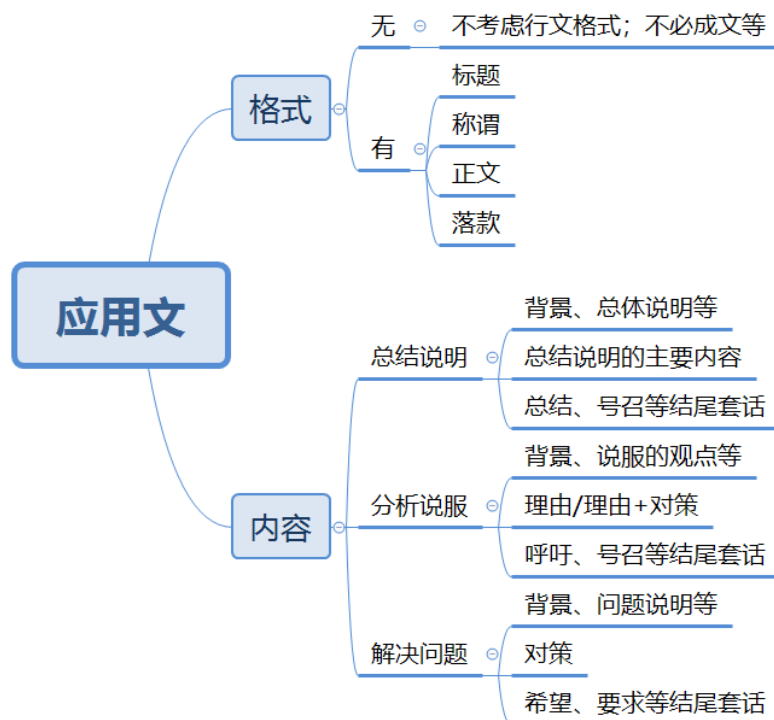 应用文
格式
无
不考虑行文格式；不必成文等
有
标题
称谓
正文
落款
内容
总结说明
背景、总体说明等
总结说明的主要内容
总结、号召等结尾套话
分析说服
背景、说服的观点等
理由/理由+对策
呼吁、号召等结尾套话
解决问题
背景、问题说明等
对策
希望、要求等结尾套话